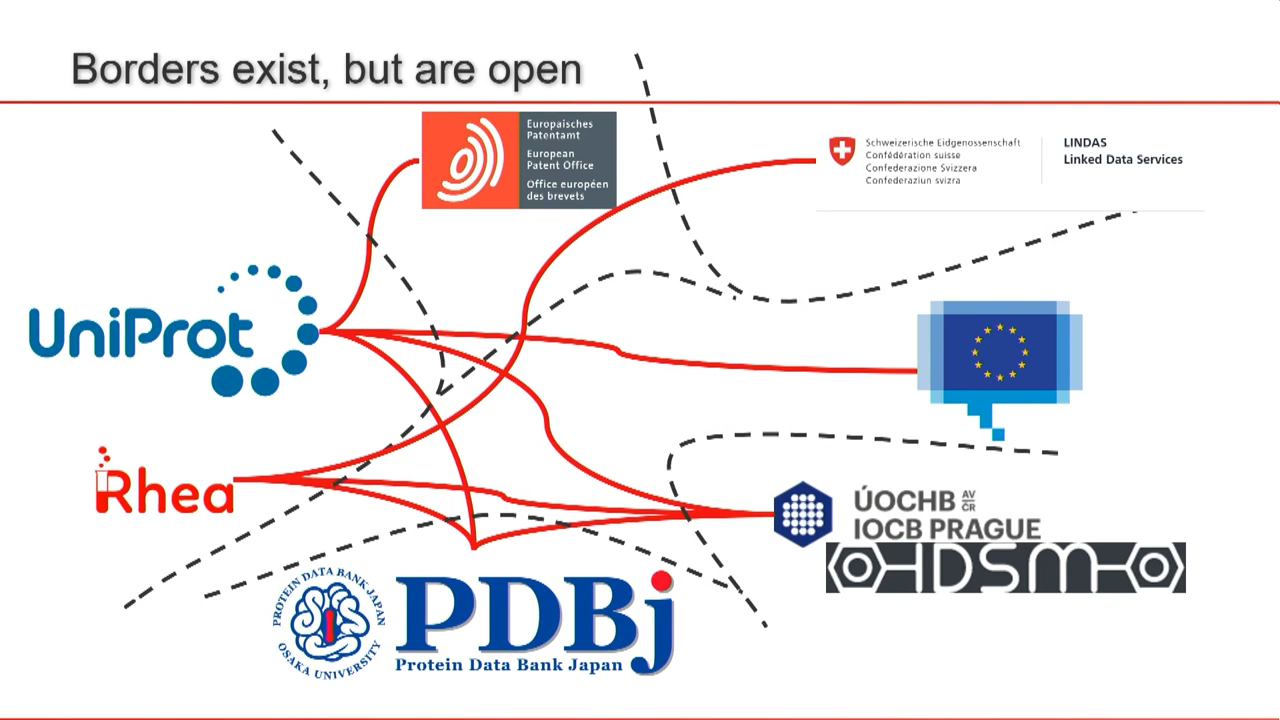 Borders exist, but are open
Europäisches
Patentamt
European
Patent Office
Office européen
des brevets
Schweizerische Eidgenossenschaft
Confédération suisse
Confederazione Svizzera
Confederaziun svizra
LINDAS
Linked Data Services
UniProt
Rhea
ÚOCHB AV ČR
IOCB PRAGUE
IDSM
PROTEIN DATA BANK JAPAN
OSAKA UNIVERSITY
PDBj
Protein Data Bank Japan